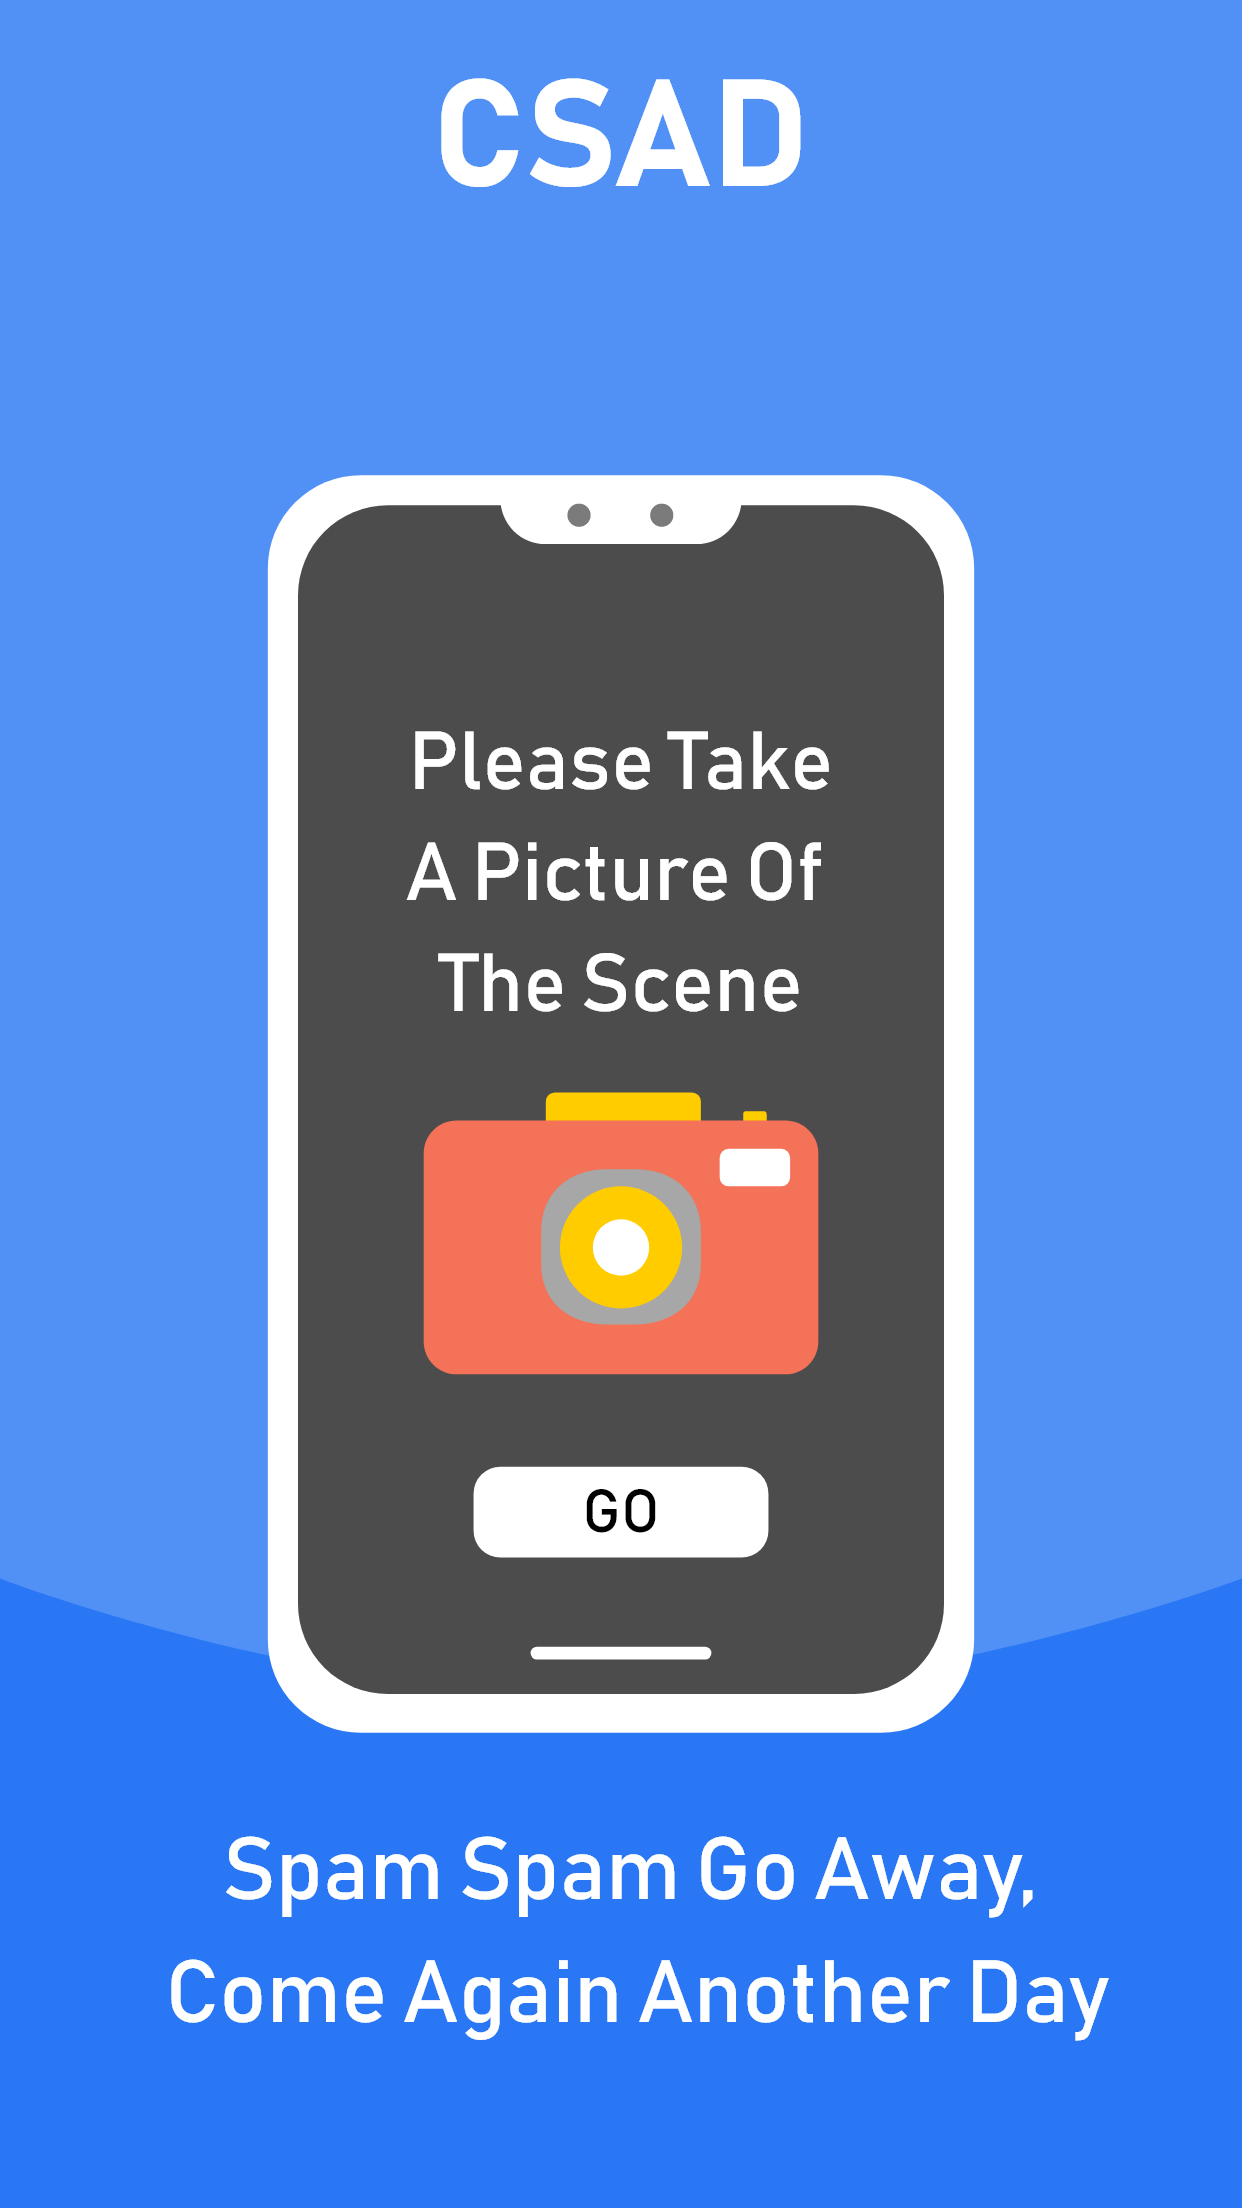 CSAD
Please Take
A Picture Of
The Scene
GO
Spam Spam Go Away,
Come Again Another Day